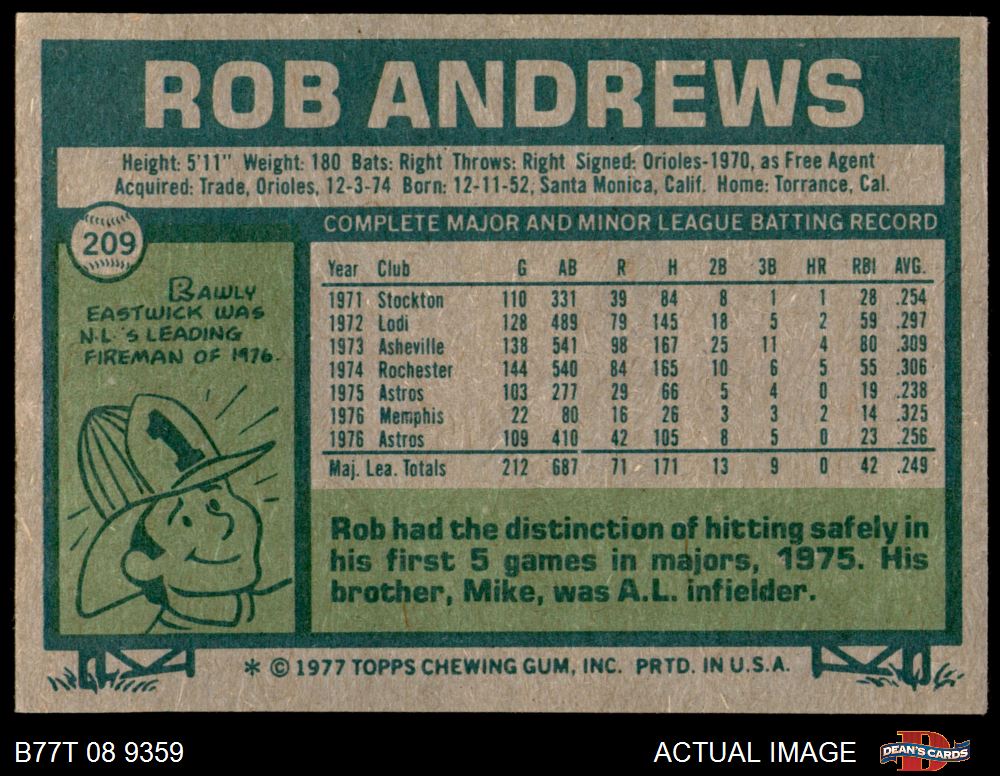 ROB ANDREWS
Height: 5'11" Weight: 180 Bats: Right Throws: Right Signed: Orioles-1970, as Free Agent
Acquired: Trade, Orioles, 12-3-74 Born: 12-11-52, Santa Monica, Calif. Home: Torrance, Cal.
209
RAWLY
EASTWICK WAS
N.L.'S LEADING
FIREMAN OF 1976.
1
COMPLETE MAJOR AND MINOR LEAGUE BATTING RECORD
Year Club G AB R H 2B 3B HR RBI AVG.
1971 Stockton 110 331 39 84 8 1 1 28 .254
1972 Lodi 128 489 79 145 18 5 2 59 .297
1973 Asheville 138 541 98 167 25 11 4 80 .309
1974 Rochester 144 540 84 165 10 6 5 55 .306
1975 Astros 103 277 29 66 5 4 0 19 .238
1976 Memphis 22 80 16 26 3 3 2 14 .325
1976 Astros 109 410 42 105 8 5 0 23 .256
Maj. Lea. Totals 212 687 71 171 13 9 0 42 .249
Rob had the distinction of hitting safely in
his first 5 games in majors, 1975. His
brother, Mike, was A.L. infielder.
* © 1977 TOPPS CHEWING GUM, INC. PRTD. IN U.S.A.
B77T 08 9359
ACTUAL IMAGE
D
DEAN'S CARDS